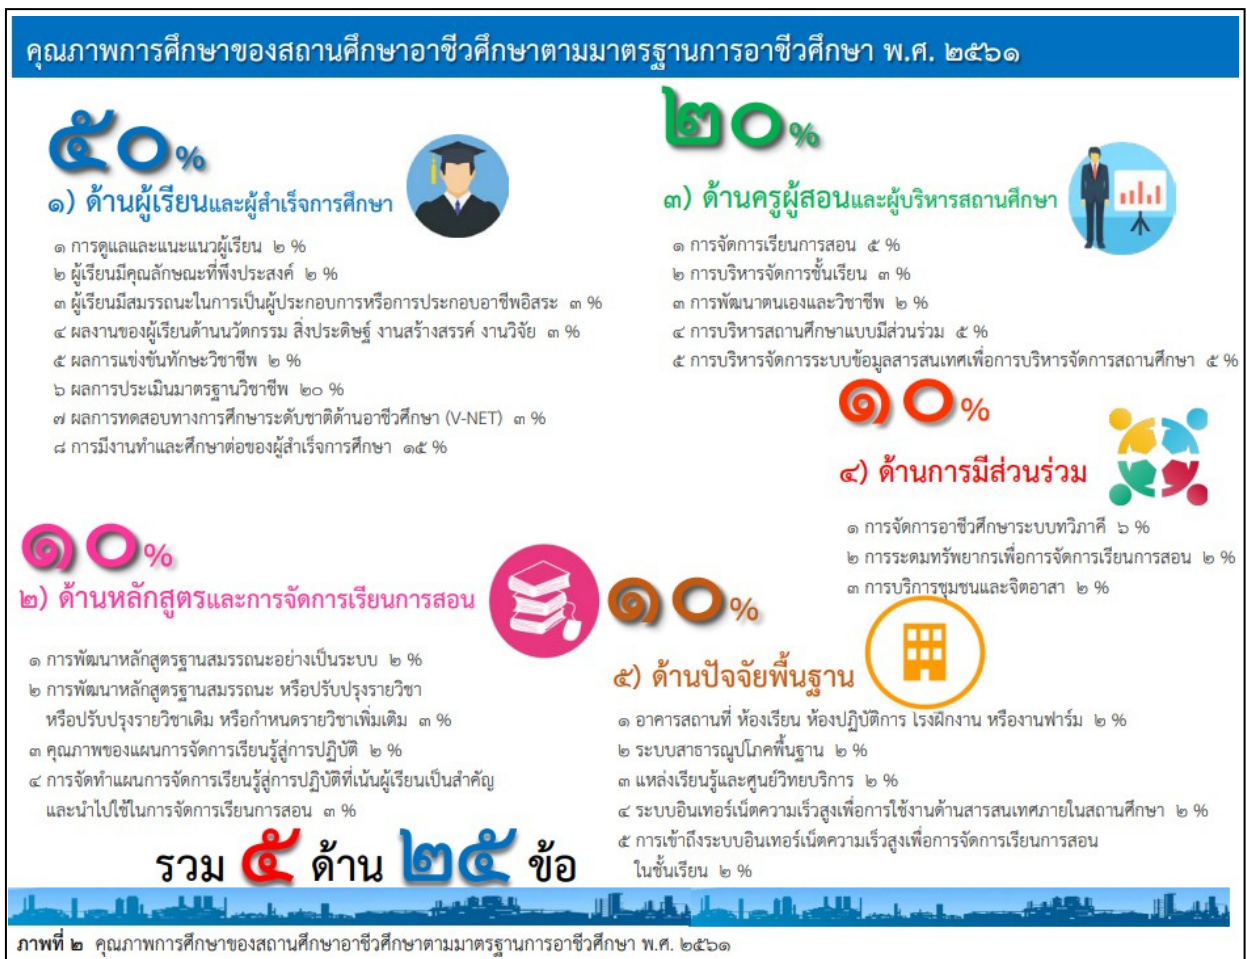 คุณภาพการศึกษาของสถานศึกษาอาชีวศึกษาตามมาตรฐานการอาชีวศึกษา พ.ศ. ๒๕๖๑
๕๐%
๑) ด้านผู้เรียนและผู้สำเร็จการศึกษา
๑ การดูแลและแนะแนวผู้เรียน ๒ %
๒ ผู้เรียนมีคุณลักษณะที่พึงประสงค์ ๒ %
๓ ผู้เรียนมีสมรรถนะในการเป็นผู้ประกอบการหรือการประกอบอาชีพอิสระ ๓ %
๔ ผลงานของผู้เรียนด้านนวัตกรรม สิ่งประดิษฐ์ งานสร้างสรรค์ งานวิจัย ๓ %
๕ ผลการแข่งขันทักษะวิชาชีพ ๒ %
๖ ผลการประเมินมาตรฐานวิชาชีพ ๒๐ %
๗ ผลการทดสอบทางการศึกษาระดับชาติด้านอาชีวศึกษา (V-NET) ๓ %
๘ การมีงานทำและศึกษาต่อของผู้สำเร็จการศึกษา ๑๕ %
๑๐%
๒) ด้านหลักสูตรและการจัดการเรียนการสอน
๑ การพัฒนาหลักสูตรฐานสมรรถนะอย่างเป็นระบบ ๒ %
๒ การพัฒนาหลักสูตรฐานสมรรถนะ หรือปรับปรุงรายวิชา
หรือปรับปรุงรายวิชาเดิม หรือกำหนดรายวิชาเพิ่มเติม ๓ %
๓ คุณภาพของแผนการจัดการเรียนรู้สู่การปฏิบัติ ๒ %
๔ การจัดทำแผนการจัดการเรียนรู้สู่การปฏิบัติที่เน้นผู้เรียนเป็นสำคัญ
และนำไปใช้ในการจัดการเรียนการสอน ๓ %
๒๐%
๓) ด้านครูผู้สอนและผู้บริหารสถานศึกษา
๑ การจัดการเรียนการสอน ๕ %
๒ การบริหารจัดการชั้นเรียน ๓ %
๓ การพัฒนาตนเองและวิชาชีพ ๒ %
๔ การบริหารสถานศึกษาแบบมีส่วนร่วม ๕ %
๕ การบริหารจัดการระบบข้อมูลสารสนเทศเพื่อการบริหารจัดการสถานศึกษา ๕ %
๑๐%
๔) ด้านการมีส่วนร่วม
๑ การจัดการอาชีวศึกษาระบบทวิภาคี ๖ %
๒ การระดมทรัพยากรเพื่อการจัดการเรียนการสอน ๒ %
๓ การบริการชุมชนและจิตอาสา ๒ %
๑๐%
๕) ด้านปัจจัยพื้นฐาน
๑ อาคารสถานที่ ห้องเรียน ห้องปฏิบัติการ โรงฝึกงาน หรืองานฟาร์ม ๒ %
๒ ระบบสาธารณูปโภคพื้นฐาน ๒ %
๓ แหล่งเรียนรู้และศูนย์วิทยบริการ ๒ %
๔ ระบบอินเทอร์เน็ตความเร็วสูงเพื่อการใช้งานด้านสารสนเทศภายในสถานศึกษา ๒ %
๕ การเข้าถึงระบบอินเทอร์เน็ตความเร็วสูงเพื่อการจัดการเรียนการสอน
ในชั้นเรียน ๒ %
รวม ๕ ด้าน ๒๕ ข้อ
ภาพที่ ๒ คุณภาพการศึกษาของสถานศึกษาอาชีวศึกษาตามมาตรฐานการอาชีวศึกษา พ.ศ. ๒๕๖๑